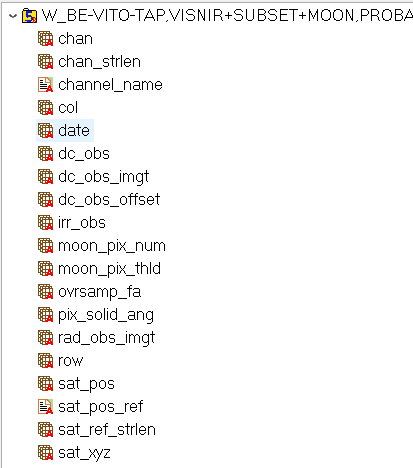 W_BE-VITO-TAP,VISNIR+SUBSET+MOON,PROBA
chan
chan_strlen
channel_name
col
date
dc_obs
dc_obs_imgt
dc_obs_offset
irr_obs
moon_pix_num
moon_pix_thld
ovrsamp_fa
pix_solid_ang
rad_obs_imgt
row
sat_pos
sat_pos_ref
sat_ref_strlen
sat_xyz